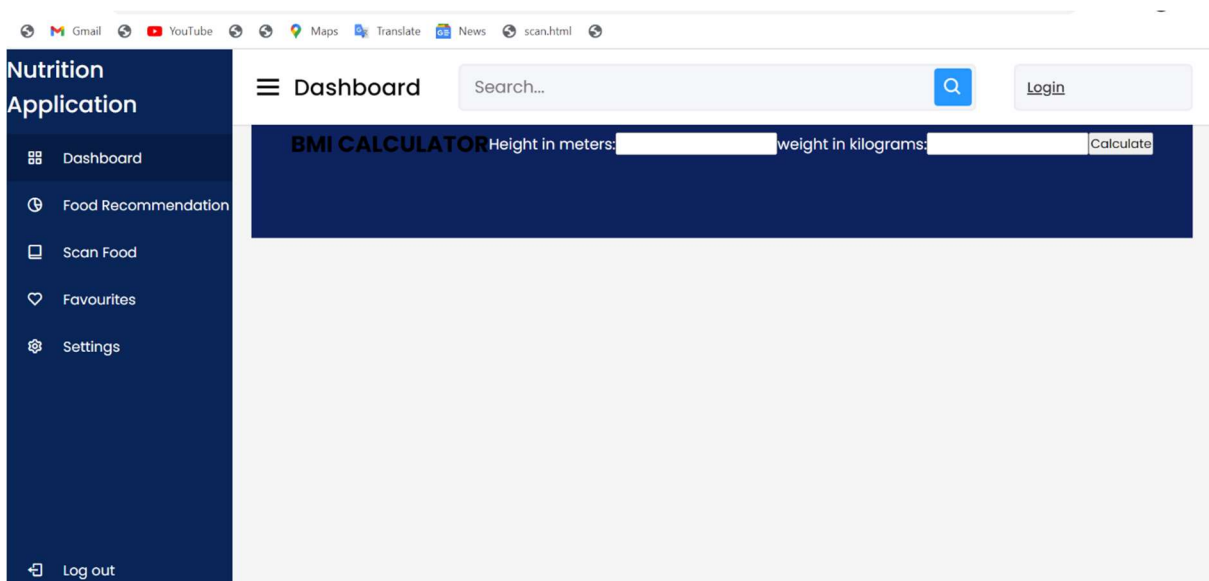 Gmail YouTube Maps Translate News scan.html
Nutrition
Application
Dashboard
Food Recommendation
Scan Food
Favourites
Settings
Log out
Dashboard Search... Login
BMI CALCULATOR Height in meters: weight in kilograms: Calculate